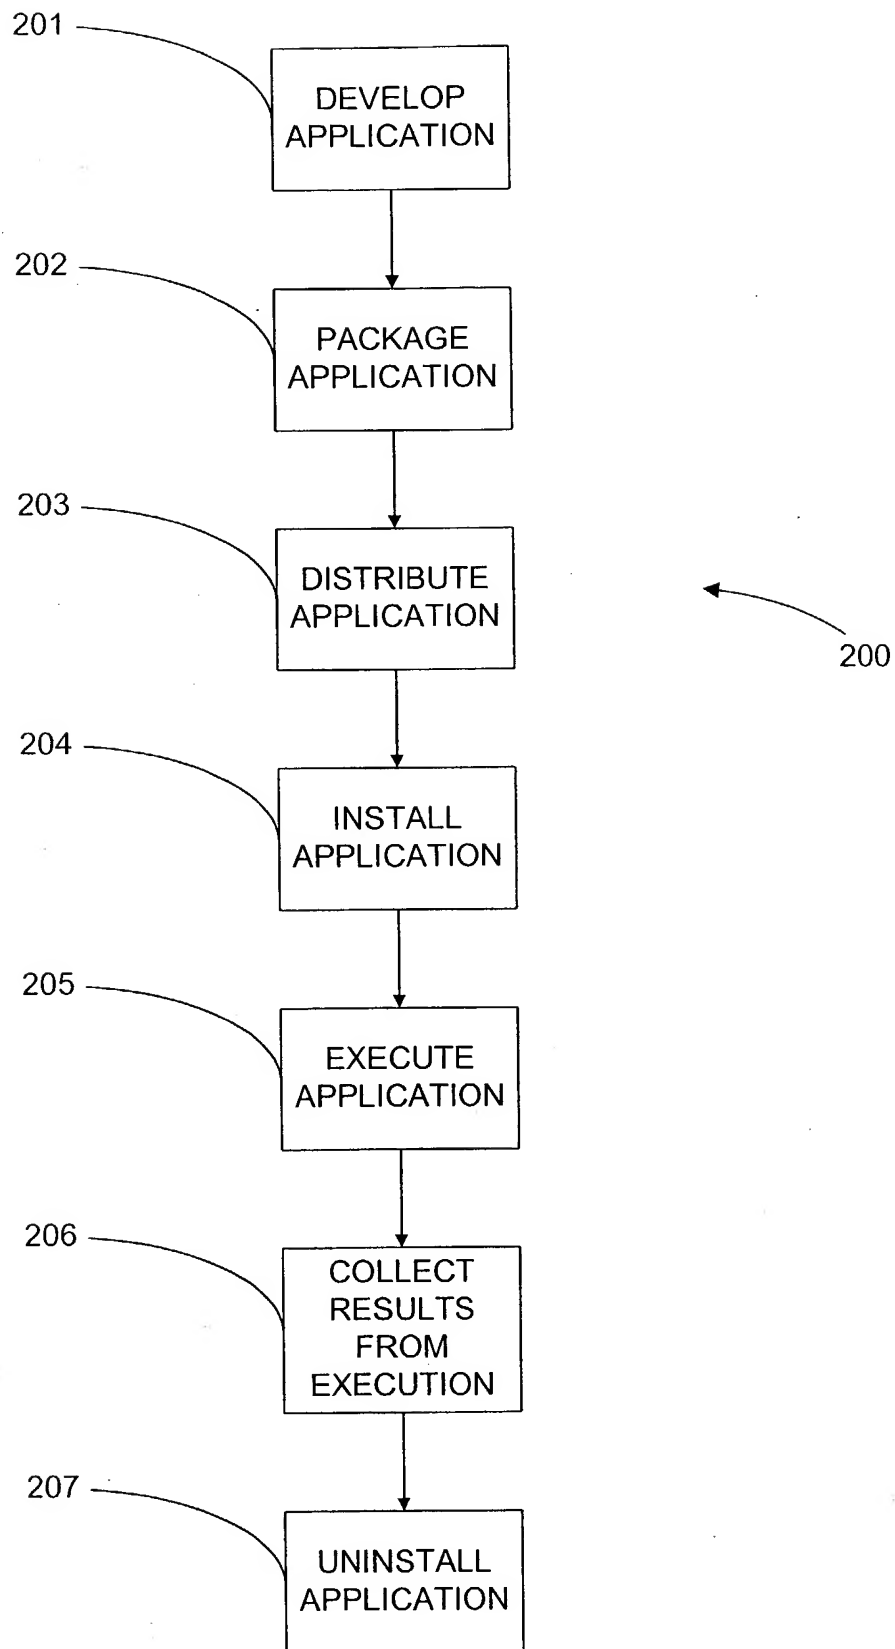 201
DEVELOP
APPLICATION
202
PACKAGE
APPLICATION
203
DISTRIBUTE
APPLICATION
200
204
INSTALL
APPLICATION
205
EXECUTE
APPLICATION
206
COLLECT
RESULTS
FROM
EXECUTION
207
UNINSTALL
APPLICATION